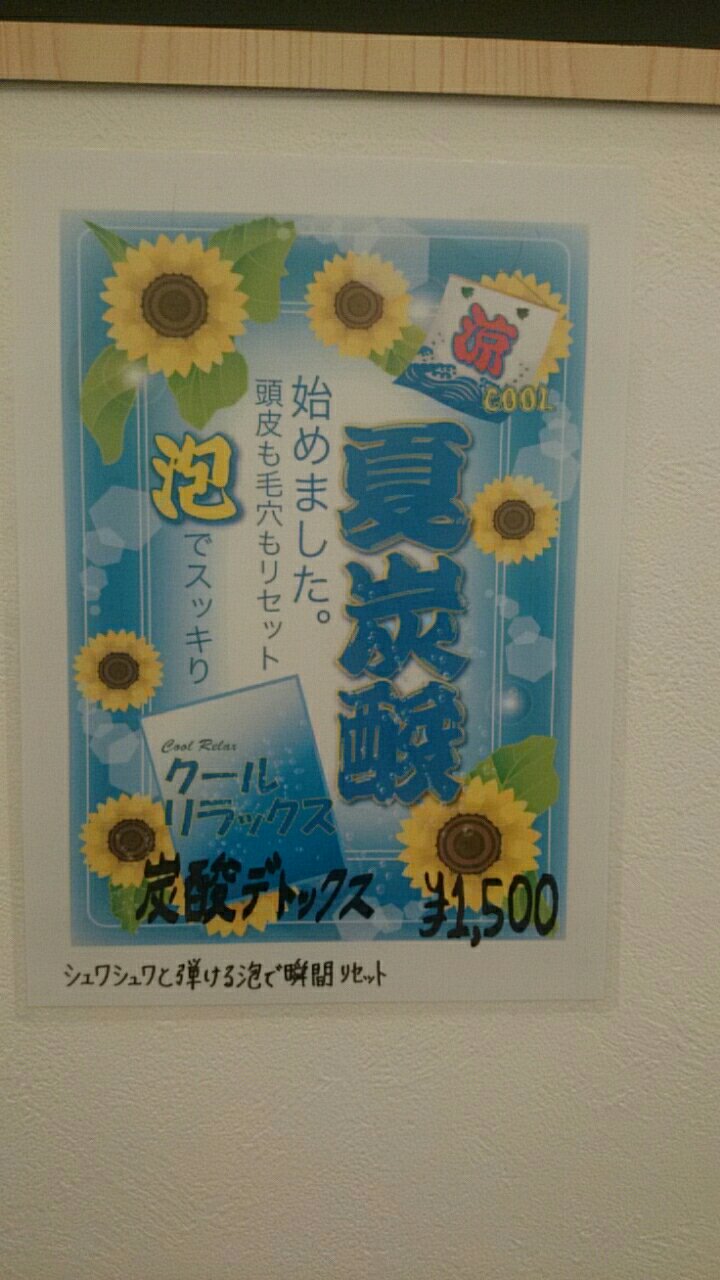 涼
COOL
夏炭酸
始めました。
頭皮も毛穴もリセット
泡でスッキリ
Cool Relax
クール
リラックス
炭酸デトックス ¥1,500
シュワシュワと弾ける泡で瞬間リセット